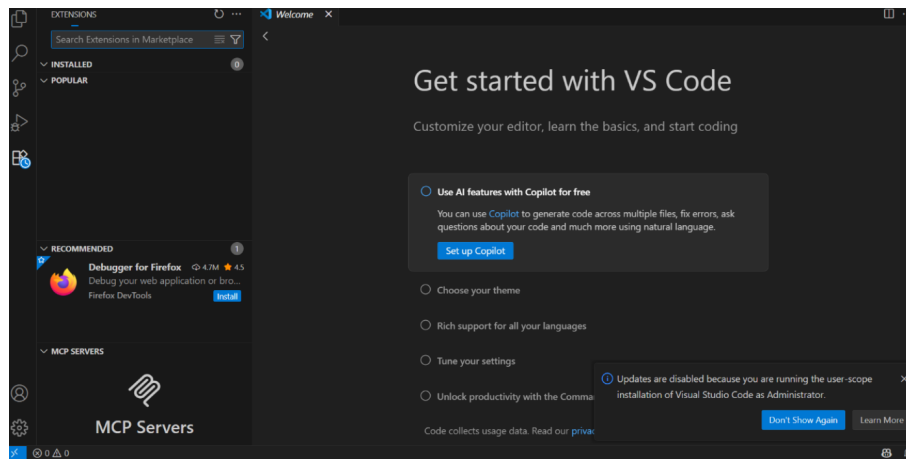 EXTENSIONS
Search Extensions in Marketplace
INSTALLED 0
POPULAR
RECOMMENDED 1
Debugger for Firefox 4.7M 4.5
Debug your web application or bro...
Firefox DevTools Install
MCP SERVERS
MCP Servers
0 0
Welcome
Get started with VS Code
Customize your editor, learn the basics, and start coding
Use AI features with Copilot for free
You can use Copilot to generate code across multiple files, fix errors, ask
questions about your code and much more using natural language.
Set up Copilot
Choose your theme
Rich support for all your languages
Tune your settings
Unlock productivity with the Comma
Code collects usage data. Read our privac
Updates are disabled because you are running the user-scope
installation of Visual Studio Code as Administrator.
Don't Show Again Learn More